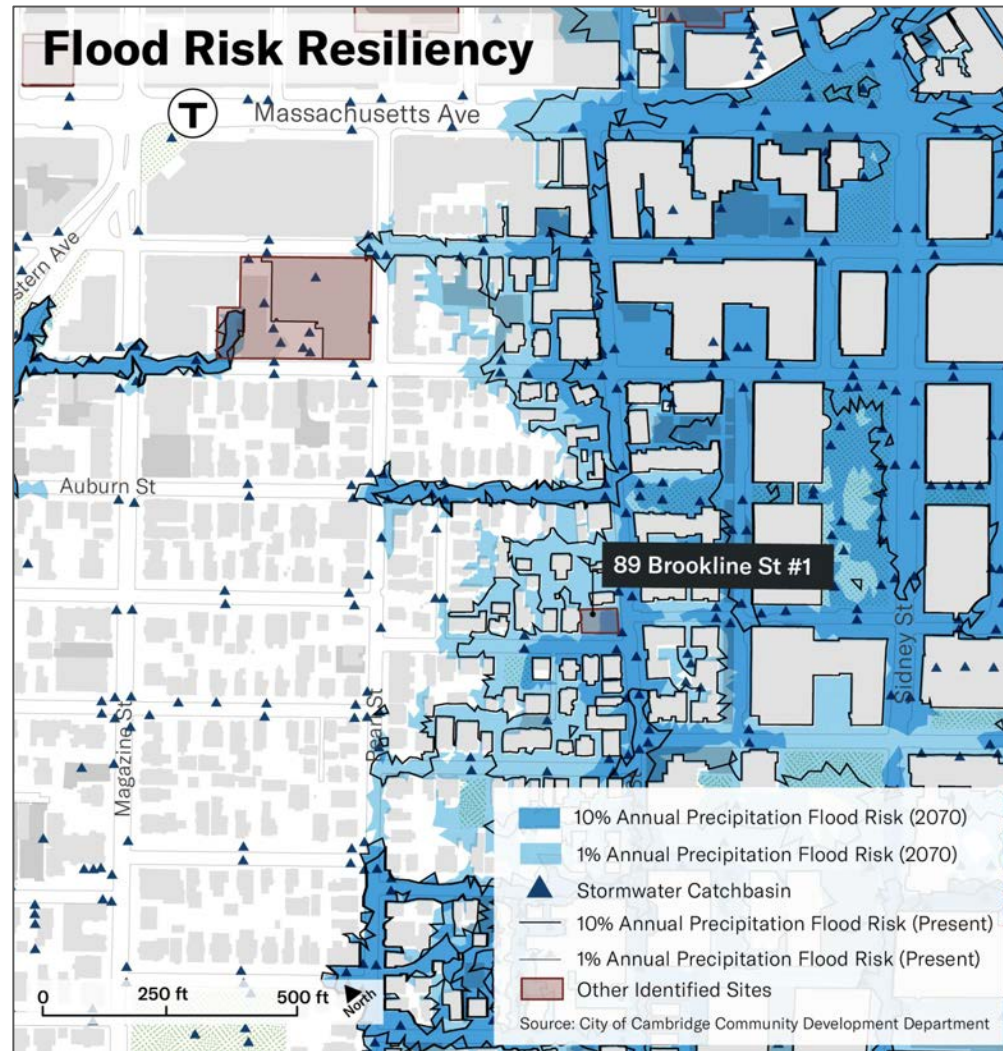 Flood Risk Resiliency
T
Massachusetts Ave
stern Ave
Auburn St
89 Brookline St #1
Sidney St
Pearl St
Magazine St
st
10% Annual Precipitation Flood Risk (2070)
1% Annual Precipitation Flood Risk (2070)
Stormwater Catchbasin
10% Annual Precipitation Flood Risk (Present)
1% Annual Precipitation Flood Risk (Present)
Other Identified Sites
0 250 ft 500 ft
North
Source: City of Cambridge Community Development Department